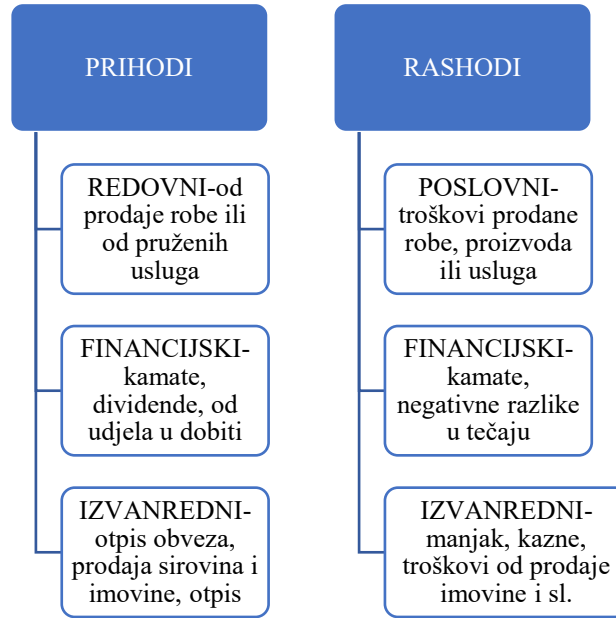 PRIHODI
REDOVNI-od
prodaje robe ili
od pruženih
usluga
FINANCIJSKI-
kamate,
dividende, od
udjela u dobiti
IZVANREDNI-
otpis obveza,
prodaja sirovina i
imovine, otpis
RASHODI
POSLOVNI-
troškovi prodane
robe, proizvoda
ili usluga
FINANCIJSKI-
kamate,
negativne razlike
u tečaju
IZVANREDNI-
manjak, kazne,
troškovi od prodaje
imovine i sl.